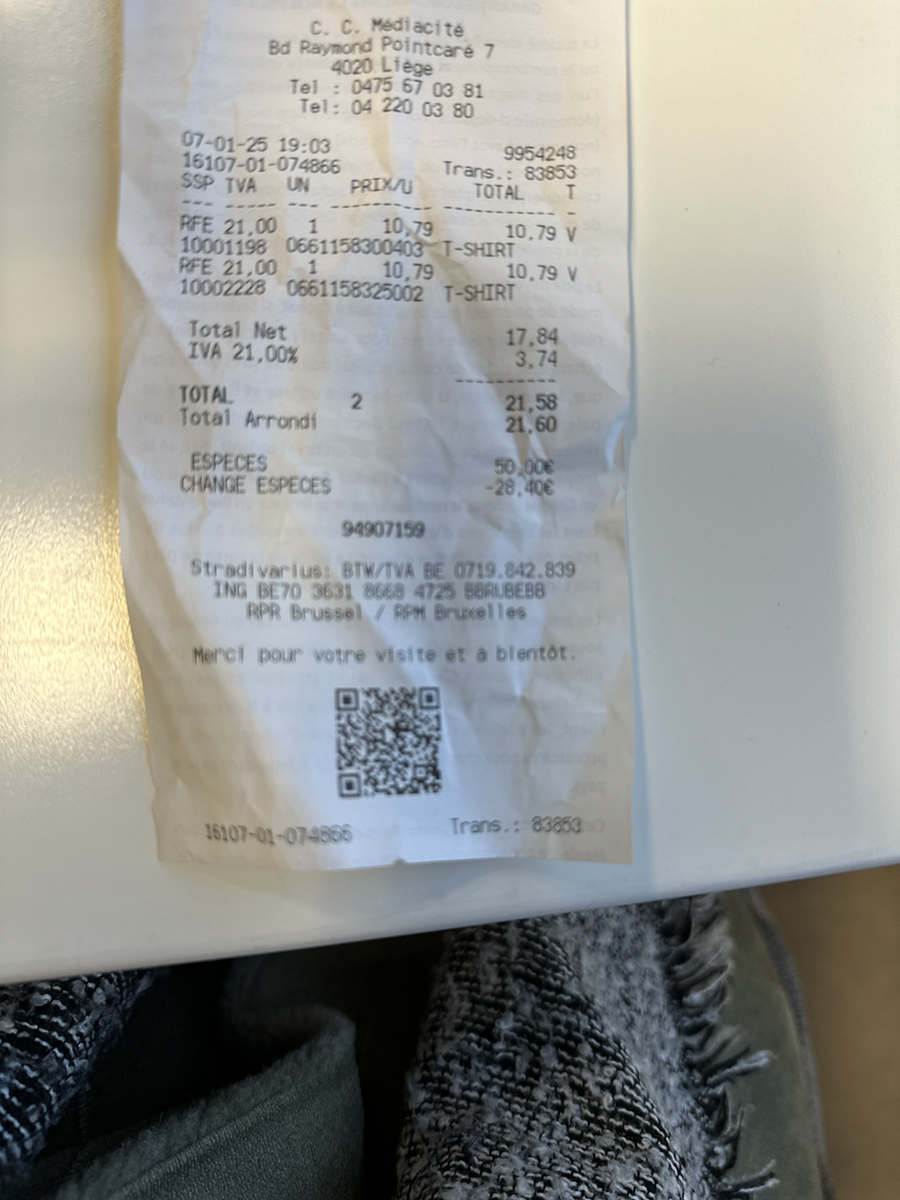 C. C. Médiacité
Bd Raymond Pointcaré 7
4020 Liège
Tel : 0475 67 03 81
Tel: 04 220 03 80
07-01-25 19:03 9954248
16107-01-074866 Trans.: 83853
SSP TVA UN PRIX/U TOTAL T
--- ----- --- ---------- ----------- -
RFE 21,00 1 10,79 10,79 V
10001198 0661158300403 T-SHIRT
RFE 21,00 1 10,79 10,79 V
10002228 0661158325002 T-SHIRT
Total Net 17,84
IVA 21,00% 3,74
----------
TOTAL 2 21,58
Total Arrondi 21,60
ESPECES 50,00€
CHANGE ESPECES -28,40€
94907159
Stradivarius: BTW/TVA BE 0719.842.839
ING BE70 3631 8668 4725 BBRUBEBB
RPR Brussel / RPM Bruxelles
Merci pour votre visite et à bientôt.
16107-01-074866 Trans.: 83853